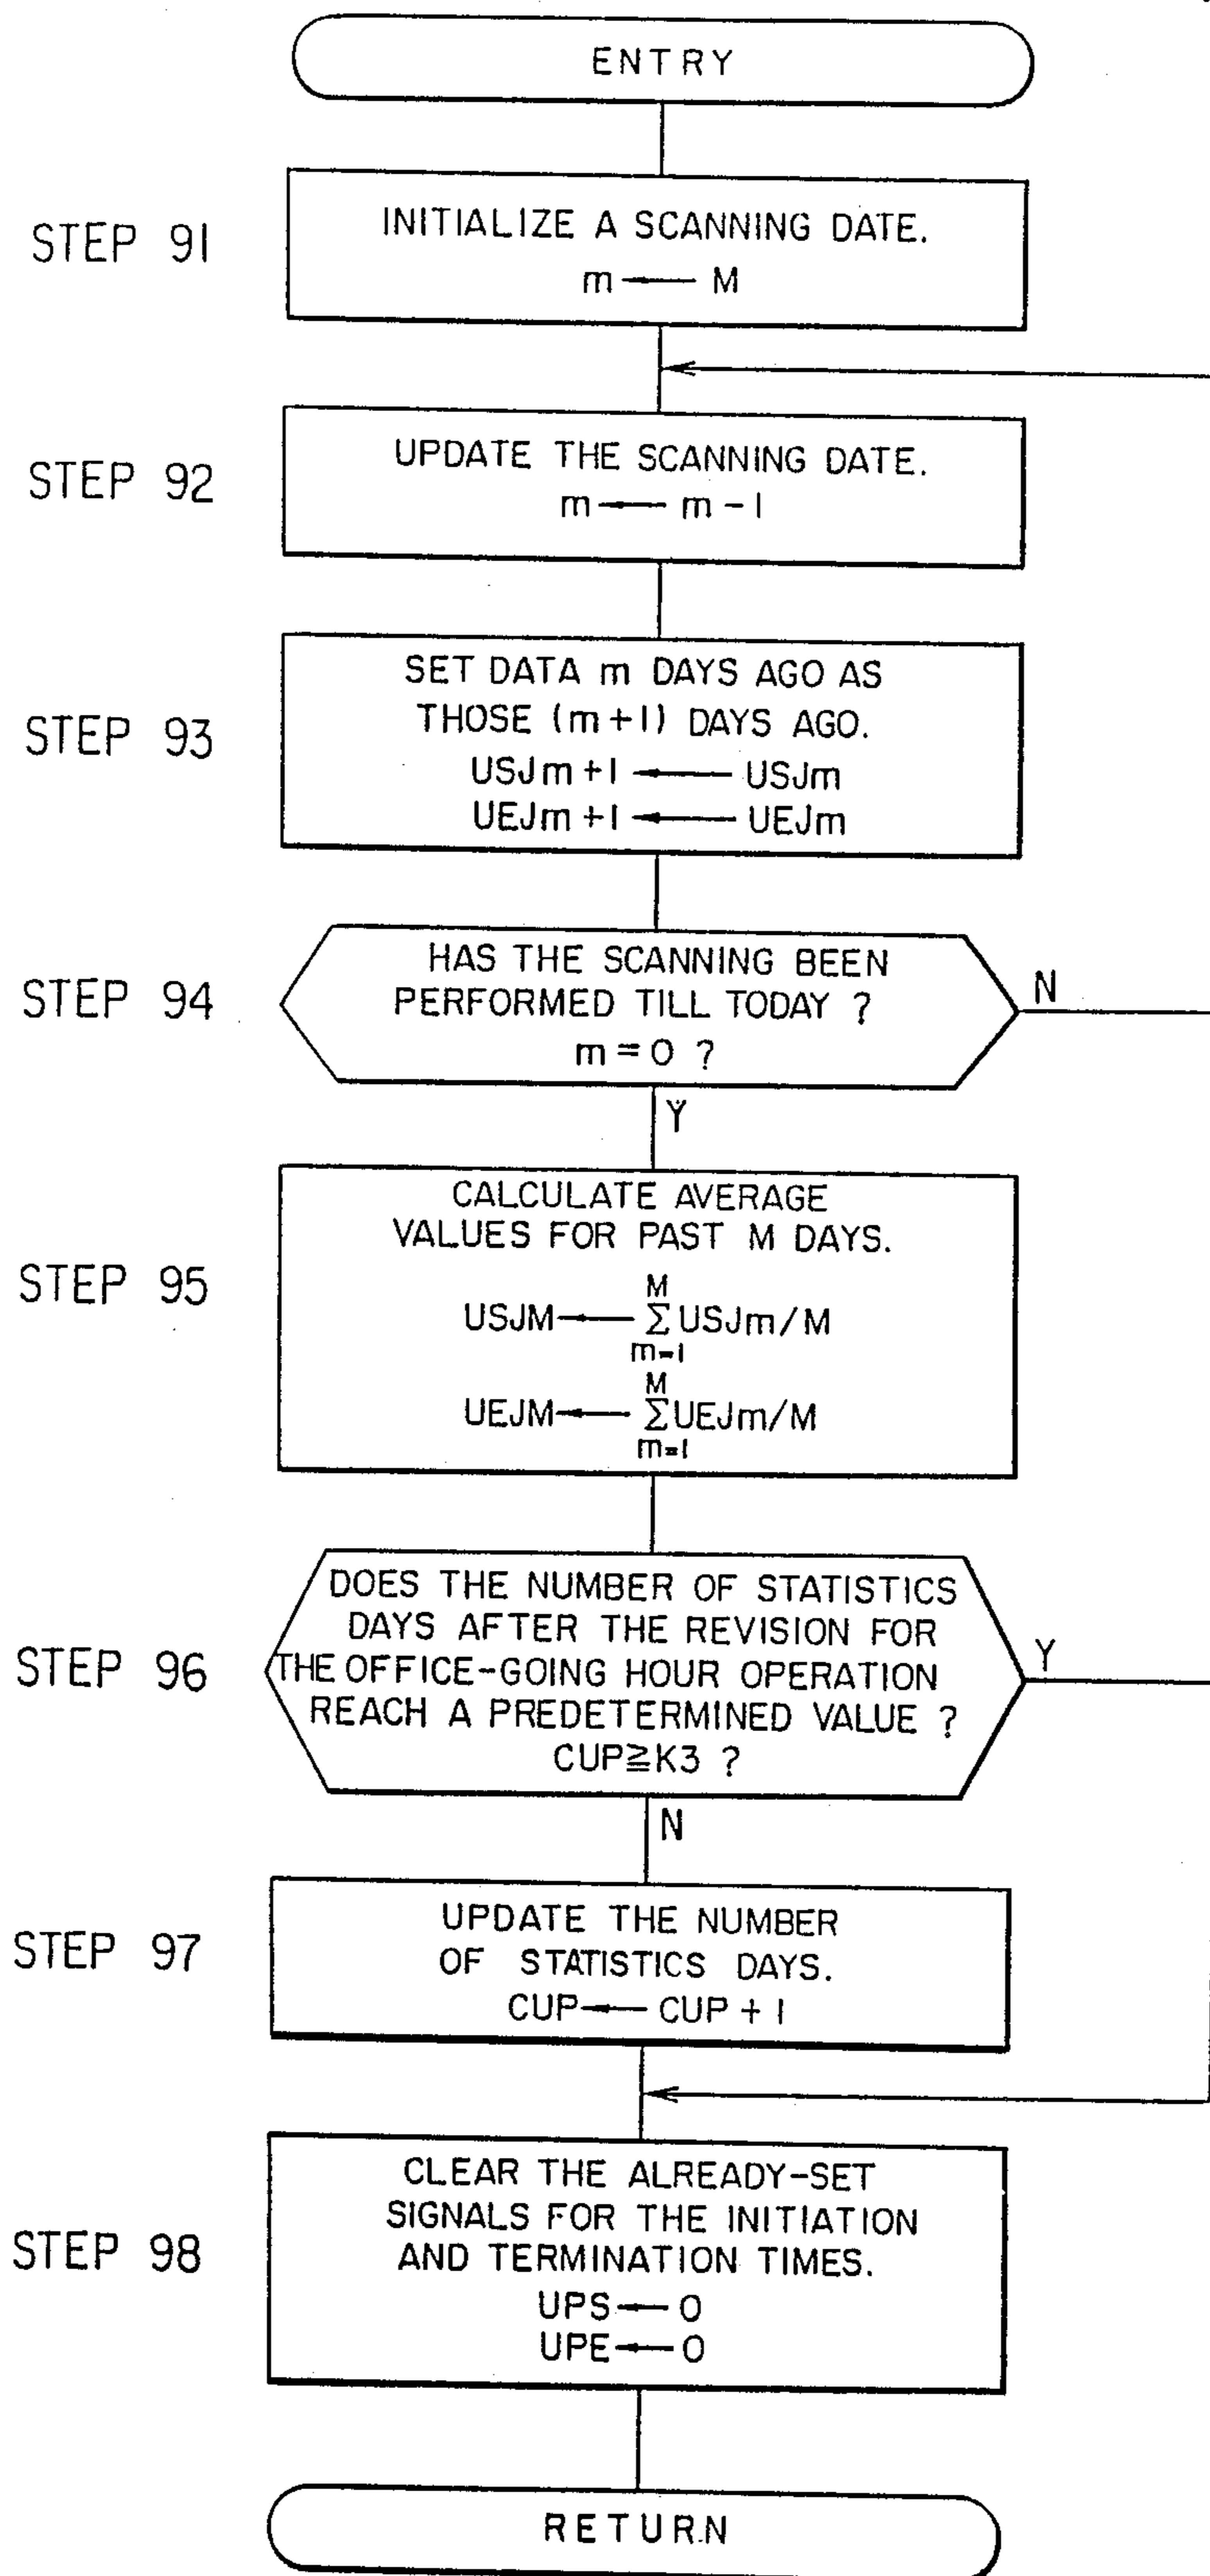 ENTRY
STEP 91
INITIALIZE A SCANNING DATE.
m ← M
STEP 92
UPDATE THE SCANNING DATE.
m ← m - 1
STEP 93
SET DATA m DAYS AGO AS
THOSE (m+1) DAYS AGO.
USJm+1 ← USJm
UEJm+1 ← UEJm
STEP 94
HAS THE SCANNING BEEN
PERFORMED TILL TODAY ?
m = 0 ?
N
Y
STEP 95
CALCULATE AVERAGE
VALUES FOR PAST M DAYS.
M
USJM ← Σ USJm/M
m=1
M
UEJM ← Σ UEJm/M
m=1
STEP 96
DOES THE NUMBER OF STATISTICS
DAYS AFTER THE REVISION FOR
THE OFFICE-GOING HOUR OPERATION
REACH A PREDETERMINED VALUE ?
CUP≧K3 ?
Y
N
STEP 97
UPDATE THE NUMBER
OF STATISTICS DAYS.
CUP ← CUP + 1
STEP 98
CLEAR THE ALREADY-SET
SIGNALS FOR THE INITIATION
AND TERMINATION TIMES.
UPS ← 0
UPE ← 0
RETURN